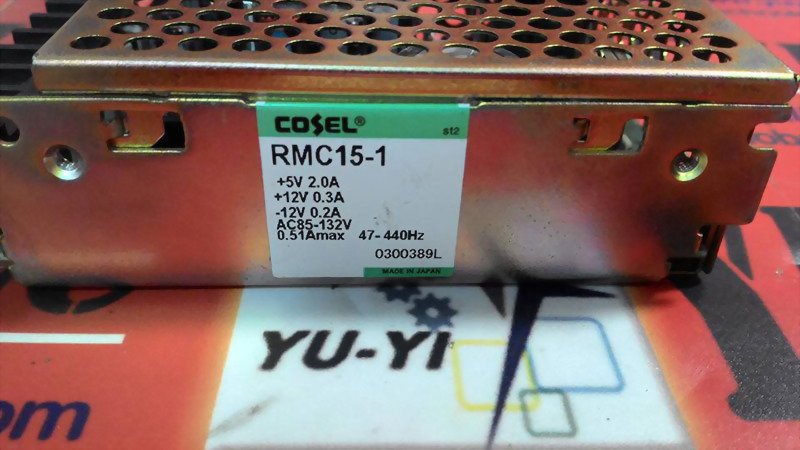 COSEL®
st2
RMC15-1
+5V 2.0A
+12V 0.3A
-12V 0.2A
AC85-132V
0.51Amax 47-440Hz
0300389L
MADE IN JAPAN
YU-YI
om